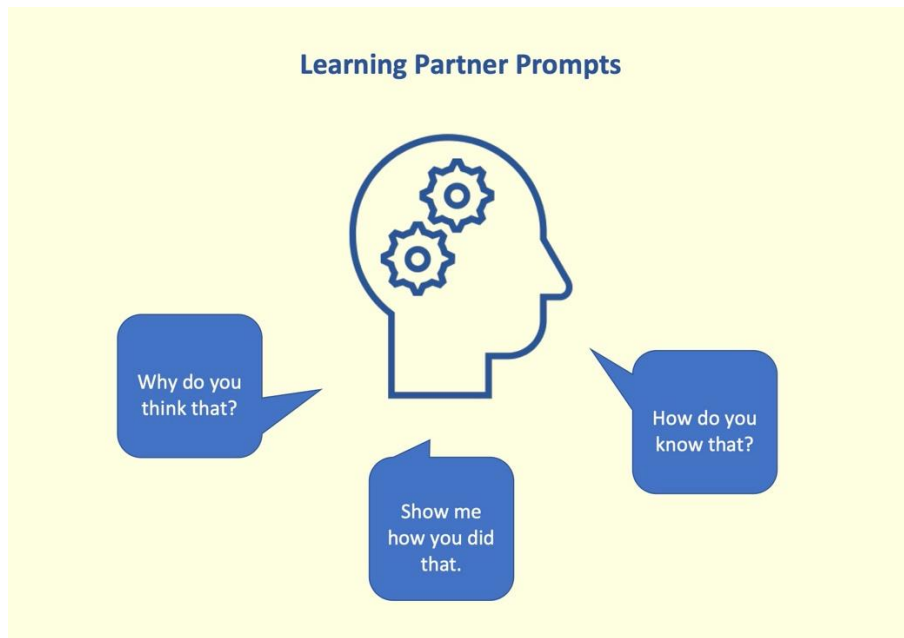 Learning Partner Prompts
Why do you
think that?
Show me
how you did
that.
How do you
know that?